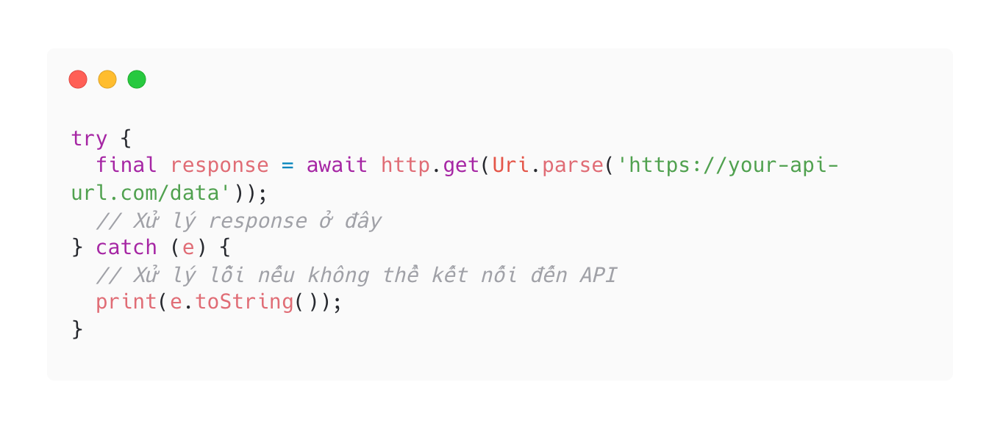 try {
  final response = await http.get(Uri.parse('https://your-api-
url.com/data'));
  // Xử lý response ở đây
} catch (e) {
  // Xử lý lỗi nếu không thể kết nối đến API
  print(e.toString());
}